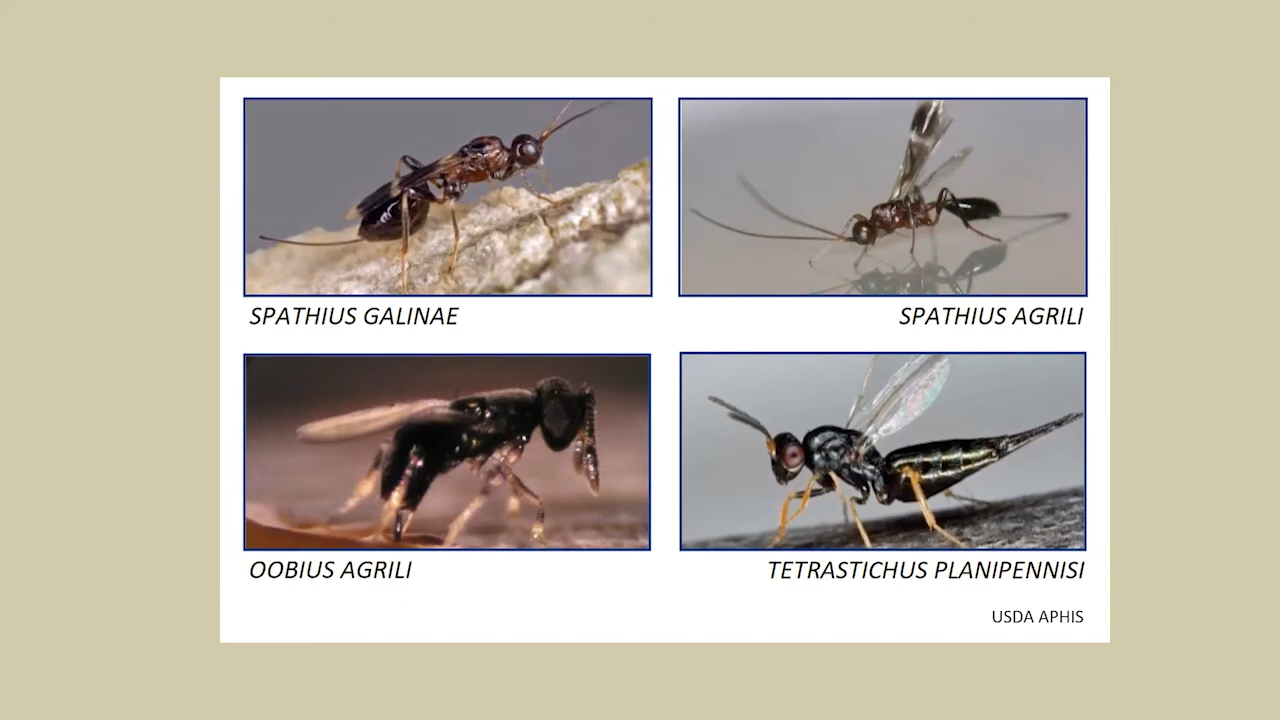 SPATHIUS GALINAE
SPATHIUS AGRILI
OOBIUS AGRILI
TETRASTICHUS PLANIPENNISI
USDA APHIS